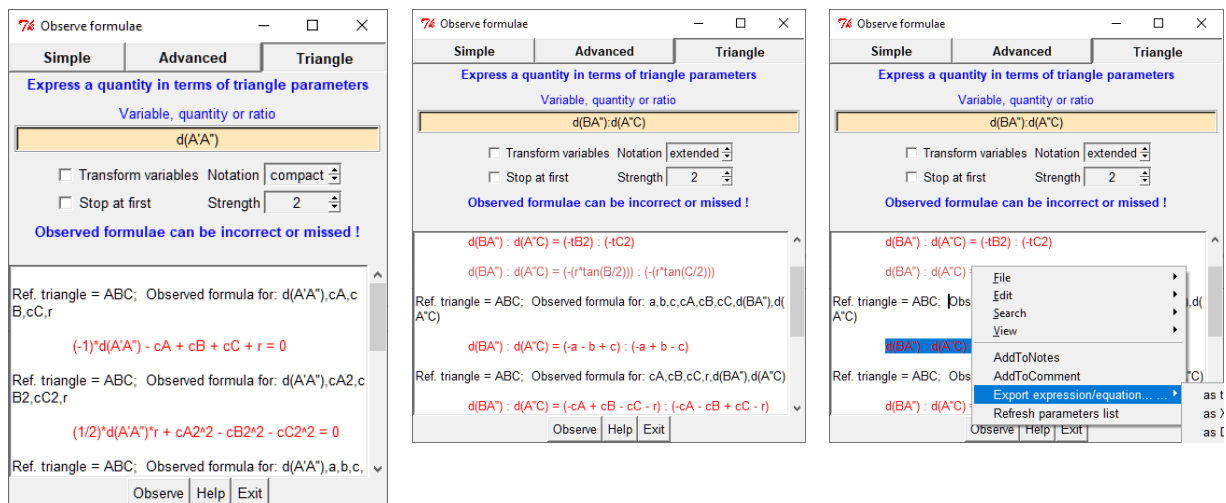 Observe formulae
Simple Advanced Triangle
Express a quantity in terms of triangle parameters
Variable, quantity or ratio
d(A'A")
Transform variables Notation compact
Stop at first Strength 2
Observed formulae can be incorrect or missed !
Ref. triangle = ABC; Observed formula for: d(A'A"),cA,c
B,cC,r
(-1)*d(A'A") - cA + cB + cC + r = 0
Ref. triangle = ABC; Observed formula for: d(A'A"),cA2,c
B2,cC2,r
(1/2)*d(A'A")*r + cA2^2 - cB2^2 - cC2^2 = 0
Ref. triangle = ABC; Observed formula for: d(A'A"),a,b,c,
Observe Help Exit
Observe formulae
Simple Advanced Triangle
Express a quantity in terms of triangle parameters
Variable, quantity or ratio
d(BA"):d(A"C)
Transform variables Notation extended
Stop at first Strength 2
Observed formulae can be incorrect or missed !
d(BA") : d(A"C) = (-tB2) : (-tC2)
d(BA") : d(A"C) = (-(r*tan(B/2))) : (-(r*tan(C/2)))
Ref. triangle = ABC; Observed formula for: a,b,c,cA,cB,cC,d(BA"),d(
A"C)
d(BA") : d(A"C) = (-a - b + c) : (-a + b - c)
Ref. triangle = ABC; Observed formula for: cA,cB,cC,r,d(BA"),d(A"C)
d(BA") : d(A"C) = (-cA + cB - cC - r) : (-cA - cB + cC - r)
Observe Help Exit
Observe formulae
Simple Advanced Triangle
Express a quantity in terms of triangle parameters
Variable, quantity or ratio
d(BA"):d(A"C)
Transform variables Notation extended
Stop at first Strength 2
Observed formulae can be incorrect or missed !
d(BA") : d(A"C) = (-tB2) : (-tC2)
d(BA") : d(A"C) =
Ref. triangle = ABC; Obs ),d(
A"C)
d(BA") : d(A"C)
Ref. triangle = ABC; Obs "C)
d(BA") : d(A"C) =
Observe Help Exit
File
Edit
Search
View
AddToNotes
AddToComment
Export expression/equation... ...
Refresh parameters list
as t
as X
as D